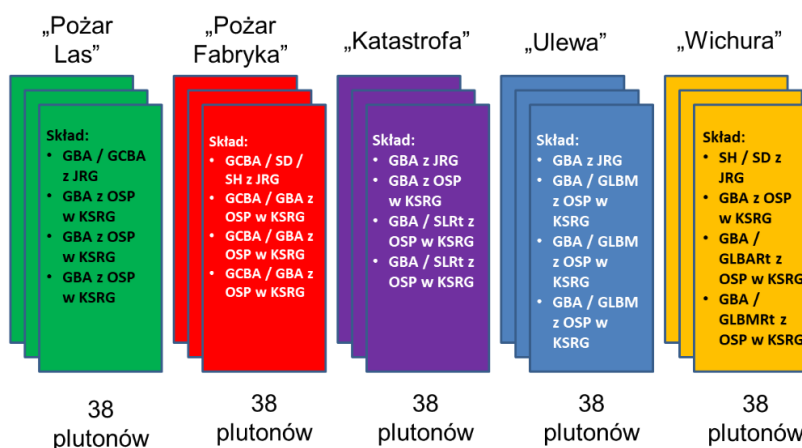 „Pożar
Las”
„Pożar
Fabryka”
„Katastrofa”
„Ulewa”
„Wichura”
Skład:
• GBA / GCBA
z JRG
• GBA z OSP
w KSRG
• GBA z OSP
w KSRG
• GBA z OSP
w KSRG
Skład:
• GCBA / SD /
SH z JRG
• GCBA / GBA z
OSP w KSRG
• GCBA / GBA z
OSP w KSRG
• GCBA / GBA z
OSP w KSRG
Skład:
• GBA z JRG
• GBA z OSP
w KSRG
• GBA / SLRt z
OSP w KSRG
• GBA / SLRt z
OSP w KSRG
Skład:
• GBA z JRG
• GBA / GLBM
z OSP w
KSRG
• GBA / GLBM
z OSP w
KSRG
• GBA / GLBM
z OSP w
KSRG
Skład:
• SH / SD z
JRG
• GBA z OSP
w KSRG
• GBA /
GLBARt z
OSP w KSRG
• GBA /
GLBMRt z
OSP w KSRG
38
plutonów
38
plutonów
38
plutonów
38
plutonów
38
plutonów